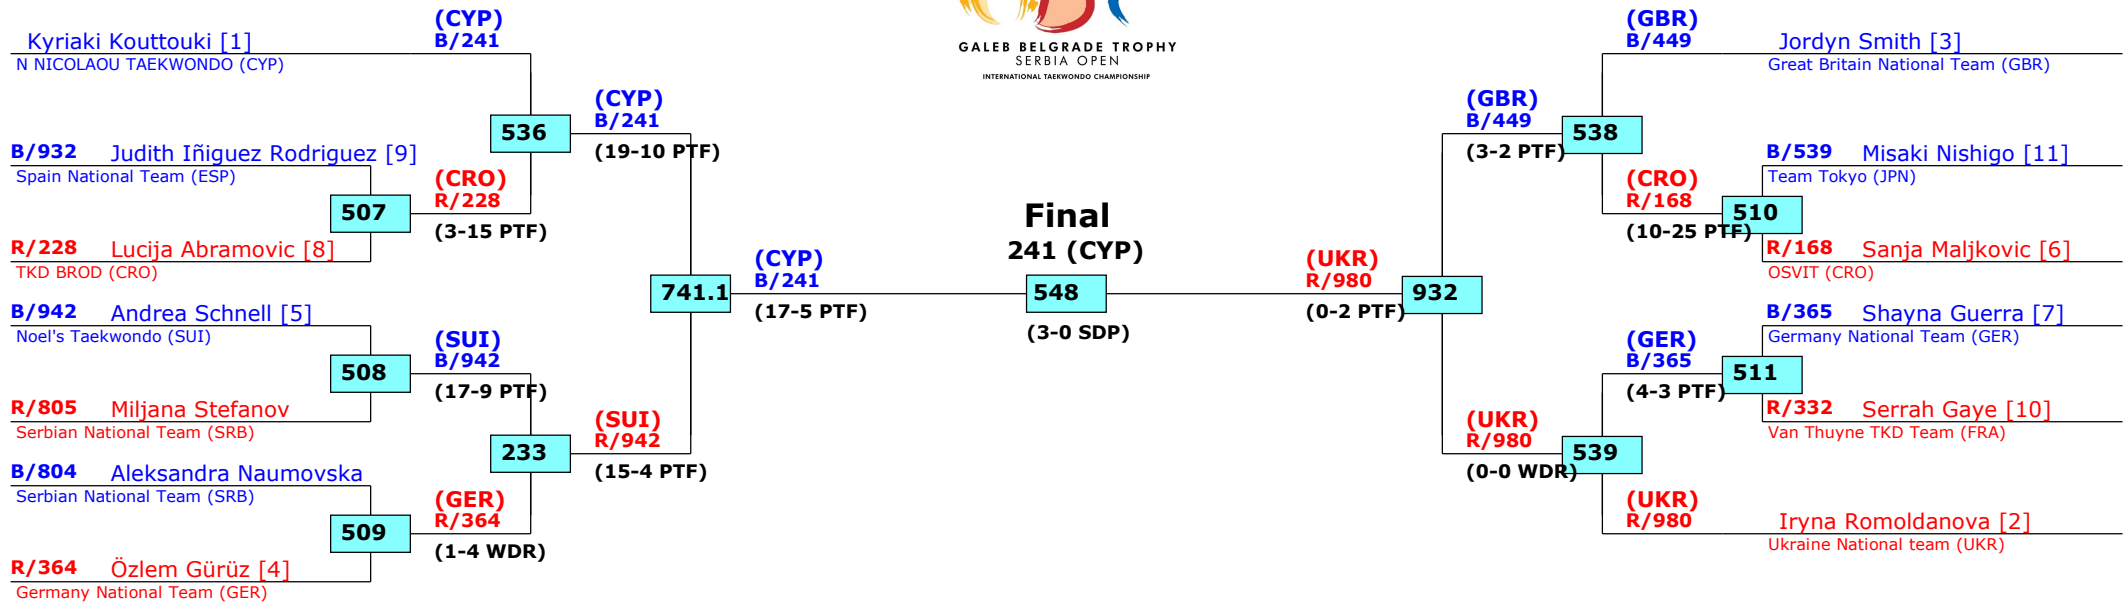 GALEB BELGRADE TROPHY
SERBIA OPEN
INTERNATIONAL TAEKWONDO CHAMPIONSHIP
Kyriaki Kouttouki [1]
N NICOLAOU TAEKWONDO (CYP)
(CYP)
B/241
B/932 Judith Iñiguez Rodriguez [9]
Spain National Team (ESP)
507
R/228 Lucija Abramovic [8]
TKD BROD (CRO)
(CRO)
R/228
(3-15 PTF)
536
(CYP)
B/241
(19-10 PTF)
B/942 Andrea Schnell [5]
Noel's Taekwondo (SUI)
508
R/805 Miljana Stefanov
Serbian National Team (SRB)
(SUI)
B/942
(17-9 PTF)
B/804 Aleksandra Naumovska
Serbian National Team (SRB)
509
R/364 Özlem Gürüz [4]
Germany National Team (GER)
(GER)
R/364
(1-4 WDR)
233
(SUI)
R/942
(15-4 PTF)
741.1
(CYP)
B/241
(17-5 PTF)
Final
241 (CYP)
548
(3-0 SDP)
(UKR)
R/980
(0-2 PTF)
932
(GBR)
B/449
(3-2 PTF)
538
(GBR)
B/449
Jordyn Smith [3]
Great Britain National Team (GBR)
(CRO)
R/168
(10-25 PTF)
510
B/539 Misaki Nishigo [11]
Team Tokyo (JPN)
R/168 Sanja Maljkovic [6]
OSVIT (CRO)
(UKR)
R/980
(0-0 WDR)
539
(GER)
B/365
(4-3 PTF)
511
B/365 Shayna Guerra [7]
Germany National Team (GER)
R/332 Serrah Gaye [10]
Van Thuyne TKD Team (FRA)
(UKR)
R/980
Iryna Romoldanova [2]
Ukraine National team (UKR)